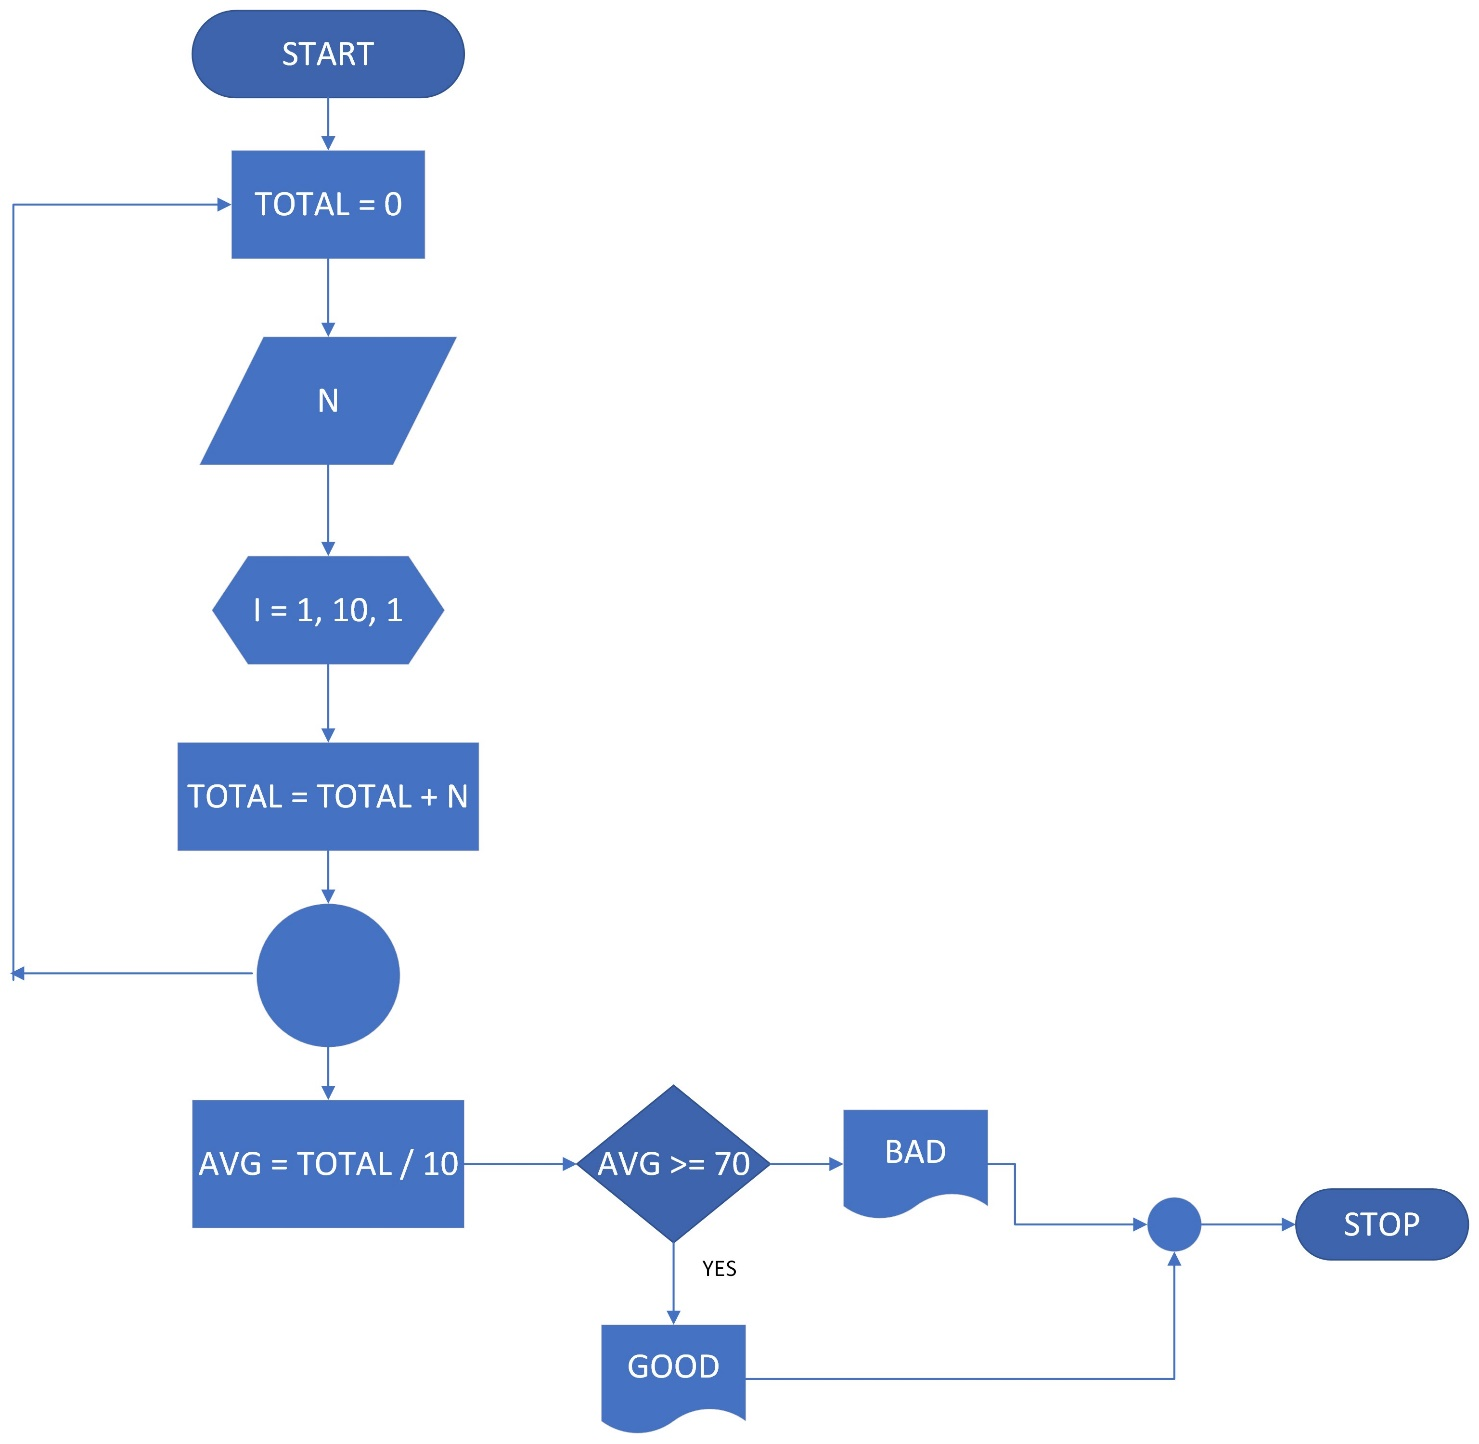 START
TOTAL = 0
N
I = 1, 10, 1
TOTAL = TOTAL + N
AVG = TOTAL / 10
AVG >= 70
BAD
YES
GOOD
STOP